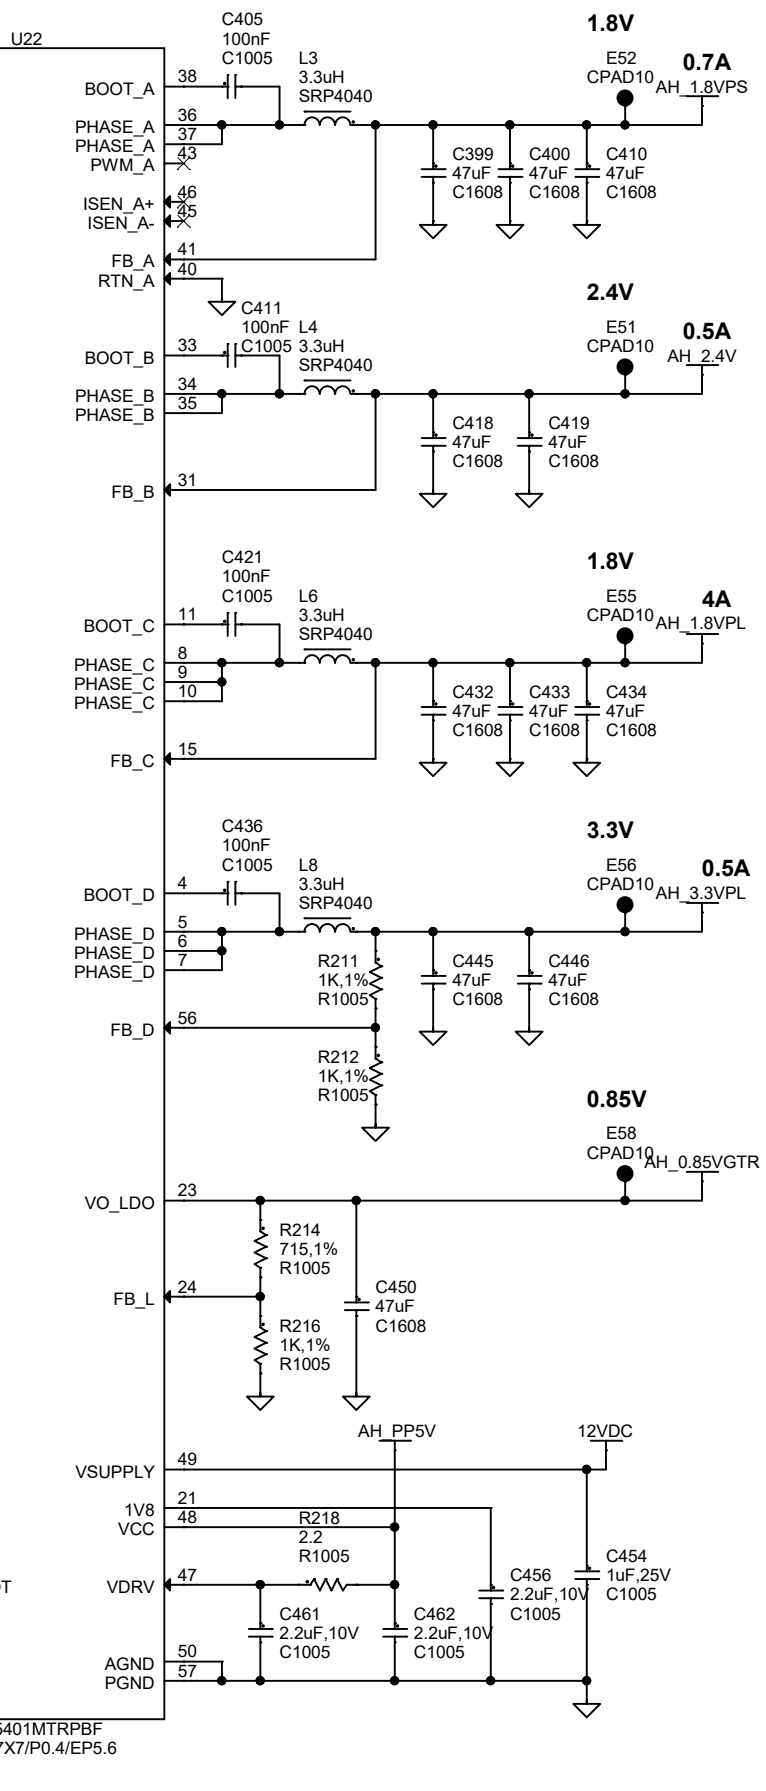 U22
C405
100nF
C1005
L3
3.3uH
SRP4040
1.8V
E52
CPAD10
0.7A
AH_1.8VPS
BOOT_A 38
PHASE_A 36
PHASE_A 37
PWM_A 43
ISEN_A+ 46
ISEN_A- 45
FB_A 41
RTN_A 40
C399
47uF
C1608
C400
47uF
C1608
C410
47uF
C1608
C411
100nF
C1005
L4
3.3uH
SRP4040
2.4V
E51
CPAD10
0.5A
AH_2.4V
BOOT_B 33
PHASE_B 34
PHASE_B 35
FB_B 31
C418
47uF
C1608
C419
47uF
C1608
C421
100nF
C1005
L6
3.3uH
SRP4040
1.8V
E55
CPAD10
4A
AH_1.8VPL
BOOT_C 11
PHASE_C 8
PHASE_C 9
PHASE_C 10
FB_C 15
C432
47uF
C1608
C433
47uF
C1608
C434
47uF
C1608
C436
100nF
C1005
L8
3.3uH
SRP4040
3.3V
E56
CPAD10
0.5A
AH_3.3VPL
BOOT_D 4
PHASE_D 5
PHASE_D 6
PHASE_D 7
FB_D 56
R211
1K,1%
R1005
R212
1K,1%
R1005
C445
47uF
C1608
C446
47uF
C1608
0.85V
E58
CPAD10
AH_0.85VGTR
VO_LDO 23
FB_L 24
R214
715,1%
R1005
R216
1K,1%
R1005
C450
47uF
C1608
AH_PP5V
12VDC
VSUPPLY 49
1V8 21
VCC 48
VDRV 47
AGND 50
PGND 57
R218
2.2
R1005
C461
2.2uF,10V
C1005
C462
2.2uF,10V
C1005
C456
2.2uF,10V
C1005
C454
1uF,25V
C1005
OT
5401MTRPBF
7X7/P0.4/EP5.6